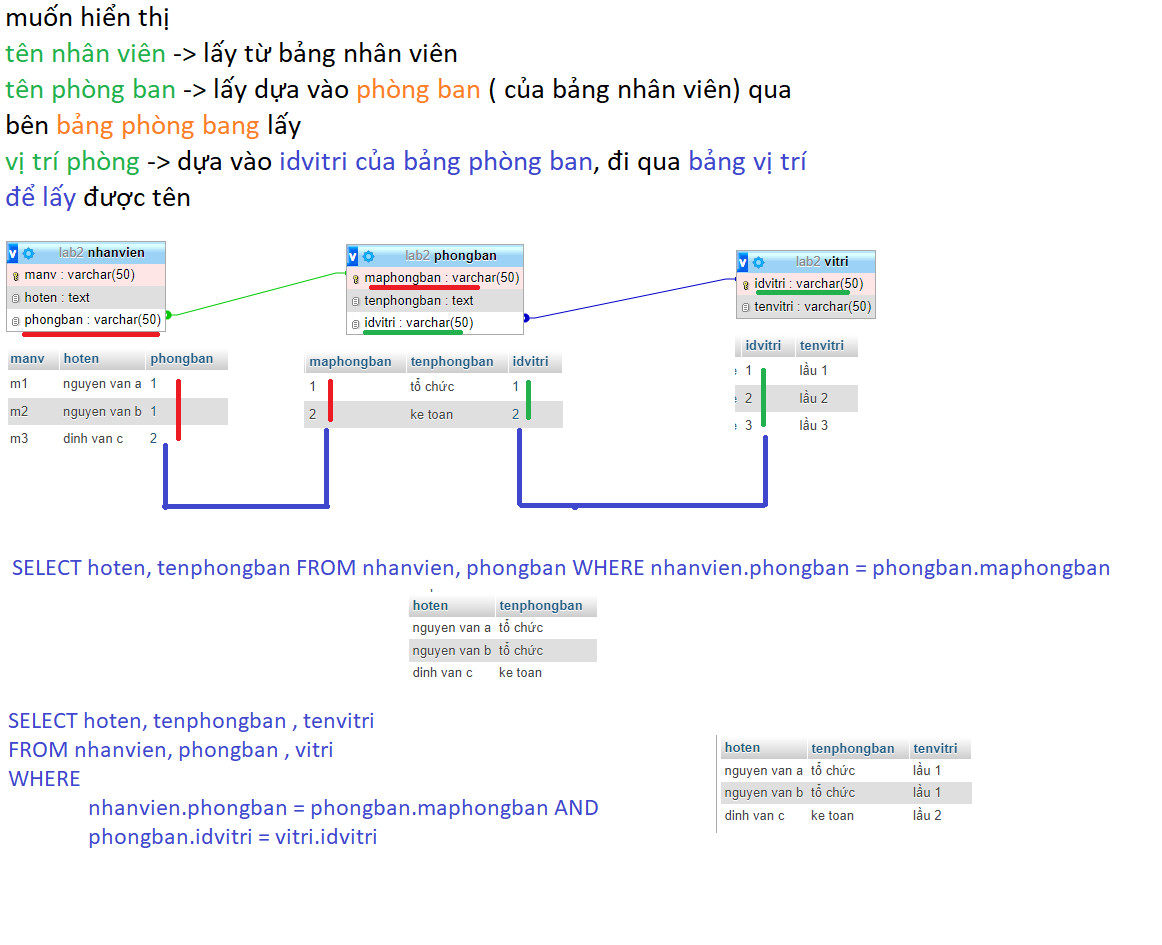 muốn hiển thị
tên nhân viên -> lấy từ bảng nhân viên
tên phòng ban -> lấy dựa vào phòng ban ( của bảng nhân viên) qua
bên bảng phòng bang lấy
vị trí phòng -> dựa vào idvitri của bảng phòng ban, đi qua bảng vị trí
để lấy được tên
lab2 nhanvien
manv : varchar(50)
hoten : text
phongban : varchar(50)
lab2 phongban
maphongban : varchar(50)
tenphongban : text
idvitri : varchar(50)
lab2 vitri
idvitri : varchar(50)
tenvitri : varchar(50)
manv hoten phongban
m1 nguyen van a 1
m2 nguyen van b 1
m3 dinh van c 2
maphongban tenphongban idvitri
1 tổ chức 1
2 ke toan 2
idvitri tenvitri
1 lầu 1
2 lầu 2
3 lầu 3
SELECT hoten, tenphongban FROM nhanvien, phongban WHERE nhanvien.phongban = phongban.maphongban
hoten tenphongban
nguyen van a tổ chức
nguyen van b tổ chức
dinh van c ke toan
SELECT hoten, tenphongban , tenvitri
FROM nhanvien, phongban , vitri
WHERE
nhanvien.phongban = phongban.maphongban AND
phongban.idvitri = vitri.idvitri
hoten tenphongban tenvitri
nguyen van a tổ chức lầu 1
nguyen van b tổ chức lầu 1
dinh van c ke toan lầu 2